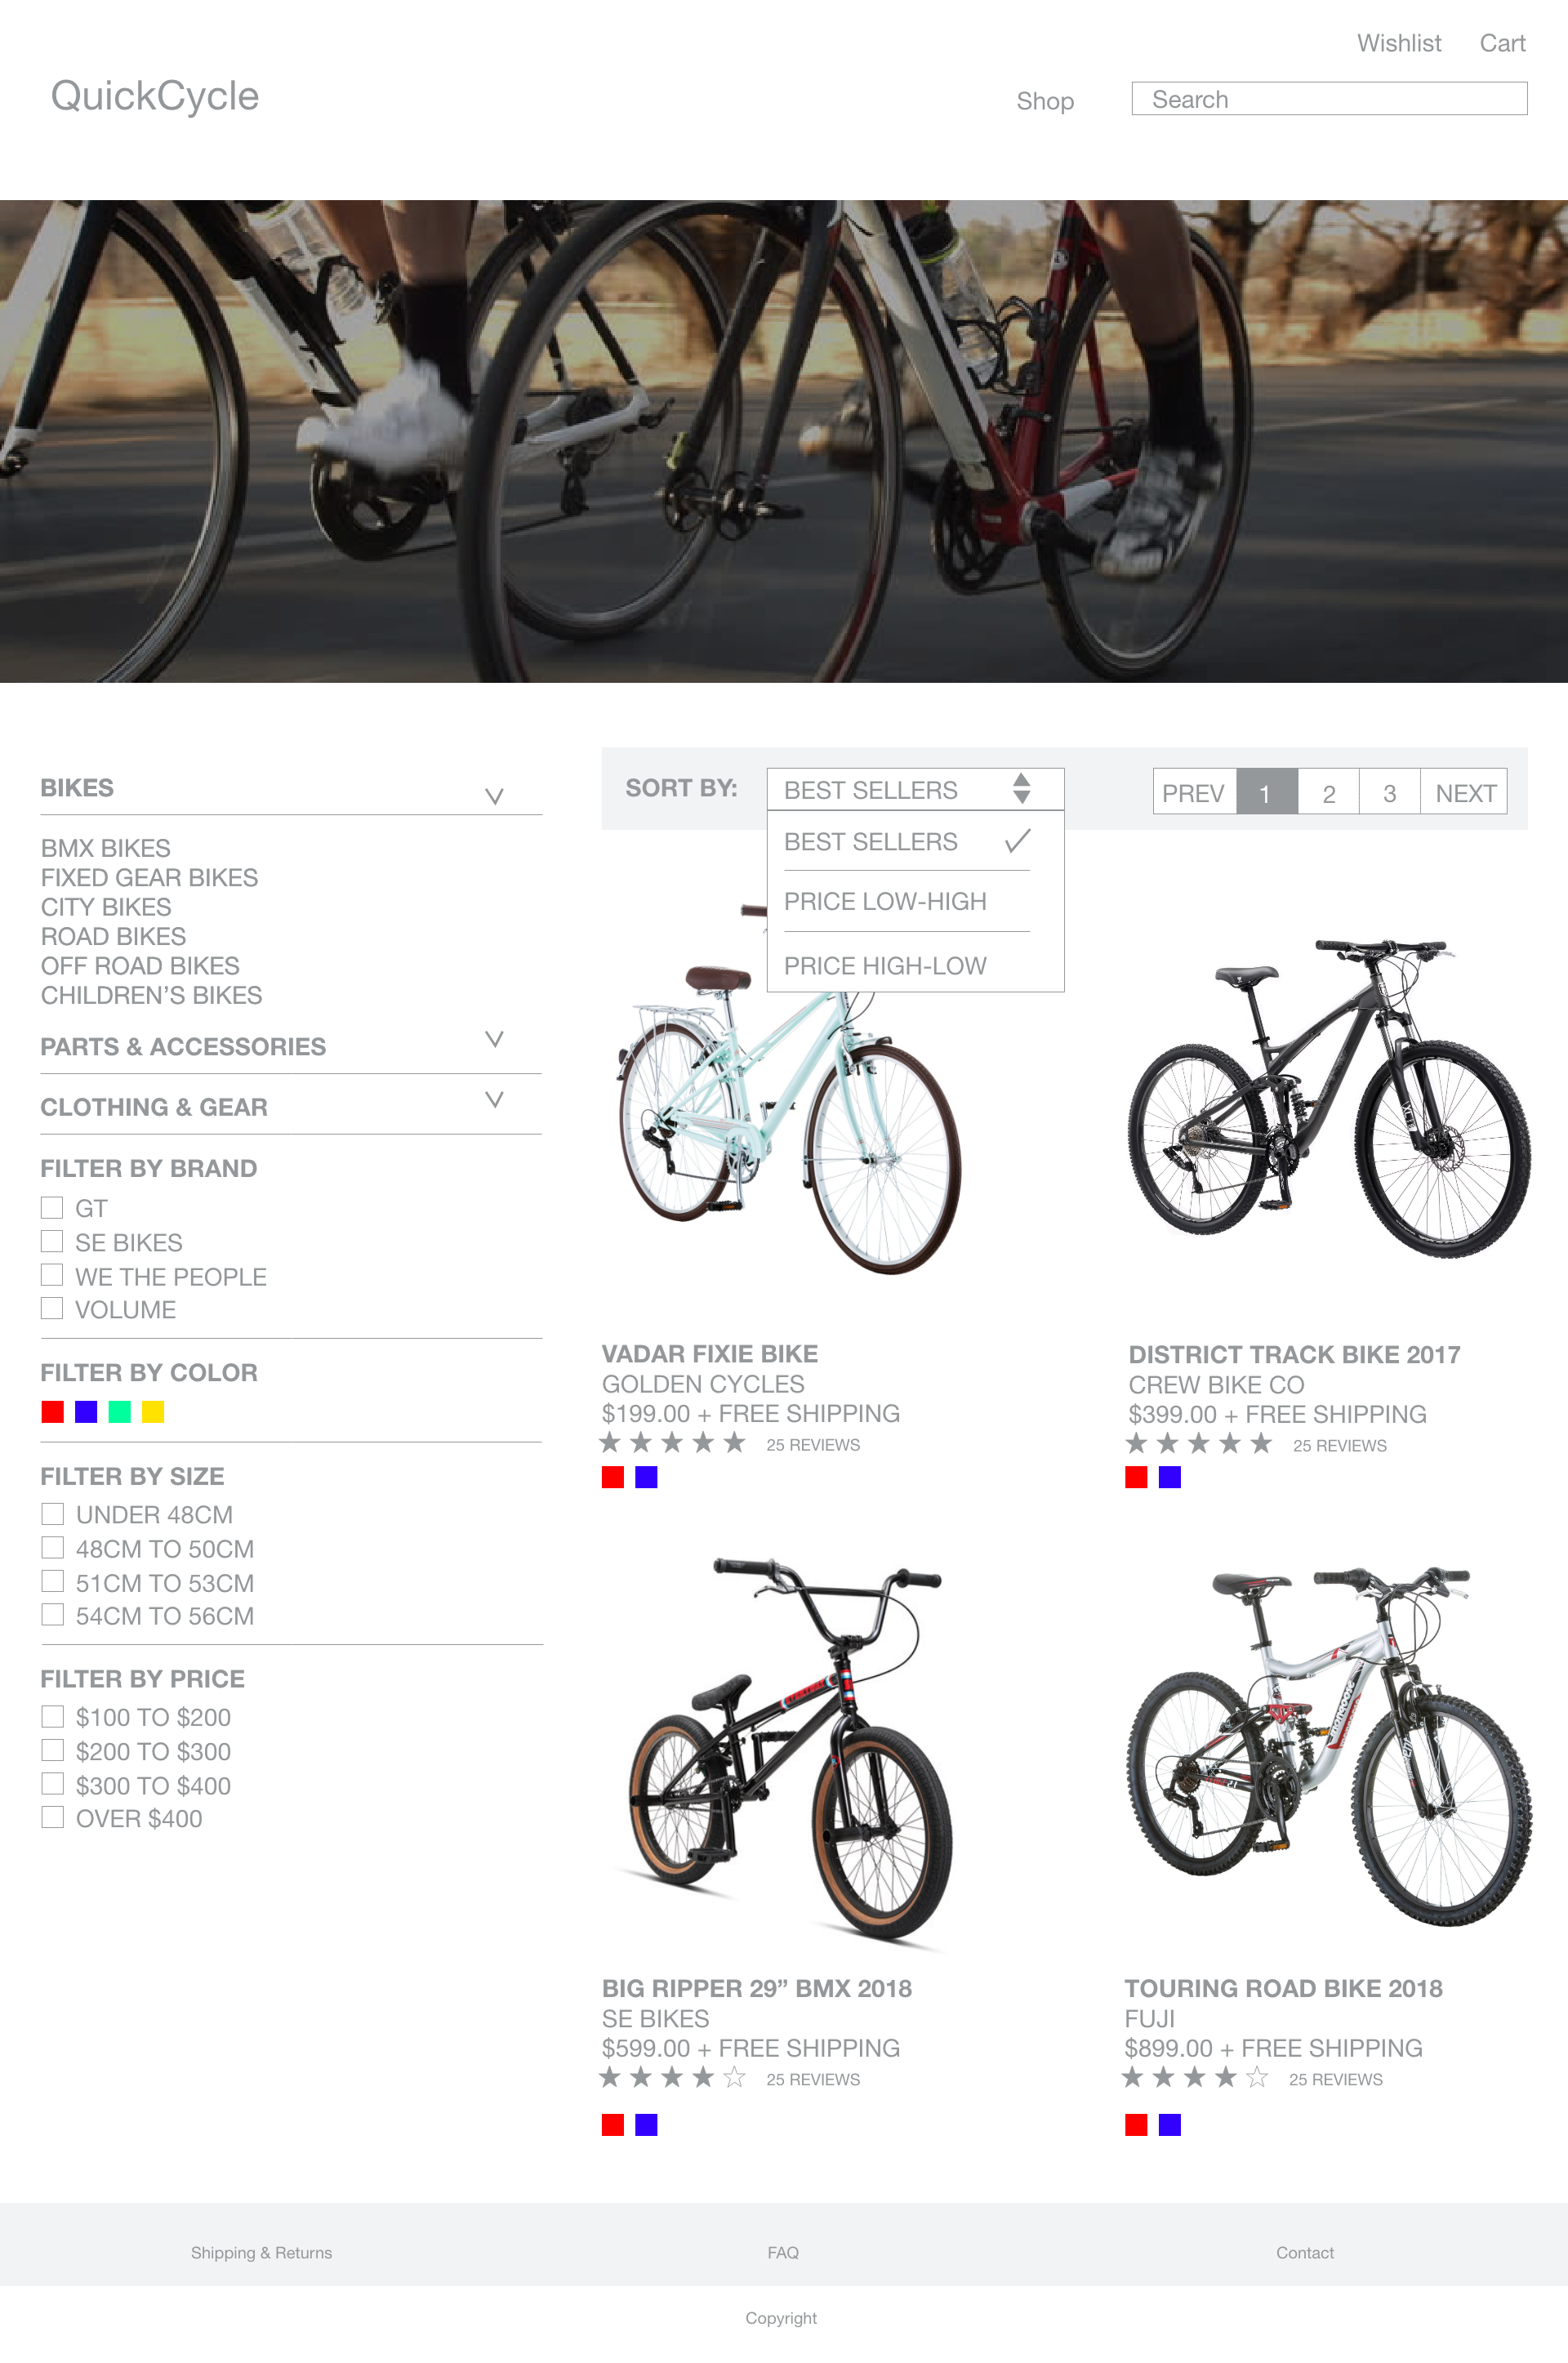 Wishlist Cart
QuickCycle
Shop
Search
BIKES
BMX BIKES
FIXED GEAR BIKES
CITY BIKES
ROAD BIKES
OFF ROAD BIKES
CHILDREN’S BIKES
PARTS & ACCESSORIES
CLOTHING & GEAR
FILTER BY BRAND
GT
SE BIKES
WE THE PEOPLE
VOLUME
FILTER BY COLOR
FILTER BY SIZE
UNDER 48CM
48CM TO 50CM
51CM TO 53CM
54CM TO 56CM
FILTER BY PRICE
$100 TO $200
$200 TO $300
$300 TO $400
OVER $400
SORT BY:
BEST SELLERS
BEST SELLERS
PRICE LOW-HIGH
PRICE HIGH-LOW
PREV 1 2 3 NEXT
VADAR FIXIE BIKE
GOLDEN CYCLES
$199.00 + FREE SHIPPING
25 REVIEWS
DISTRICT TRACK BIKE 2017
CREW BIKE CO
$399.00 + FREE SHIPPING
25 REVIEWS
mongoose
BIG RIPPER 29” BMX 2018
SE BIKES
$599.00 + FREE SHIPPING
25 REVIEWS
TOURING ROAD BIKE 2018
FUJI
$899.00 + FREE SHIPPING
25 REVIEWS
Shipping & Returns
FAQ
Contact
Copyright